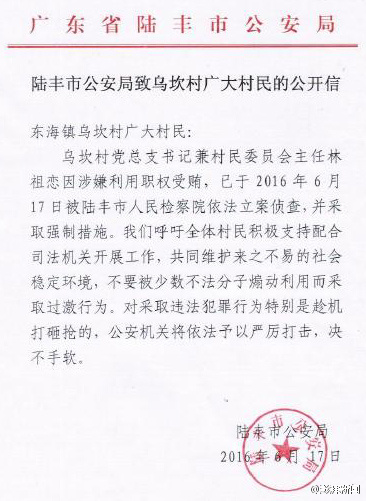 广东省陆丰市公安局
陆丰市公安局致乌坎村广大村民的公开信
东海镇乌坎村广大村民：
乌坎村党总支书记兼村民委员会主任林
祖恋因涉嫌利用职权受贿，已于2016年6月
17日被陆丰市人民检察院依法立案侦查，并采
取强制措施。我们呼吁全体村民积极支持配合
司法机关开展工作，共同维护来之不易的社会
稳定环境，不要被少数不法分子煽动利用而采
取过激行为。对采取违法犯罪行为特别是趁机
打砸抢的，公安机关将依法予以严厉打击，决
不手软。
陆丰市公安局
2016年6月17日
陆丰市公安局